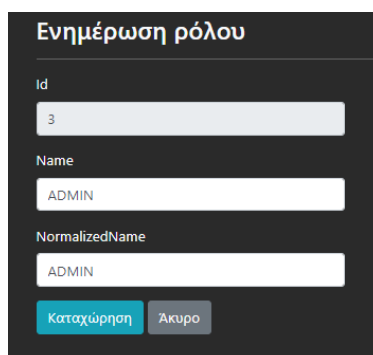 Ενημέρωση ρόλου
Id
3
Name
ADMIN
NormalizedName
ADMIN
Καταχώρηση Άκυρο